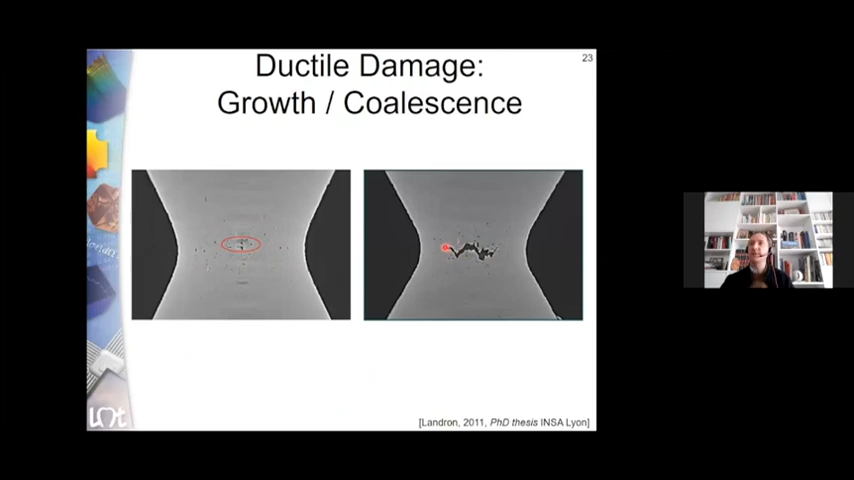 Ductile Damage:
Growth / Coalescence
23
[Landron, 2011, PhD thesis INSA Lyon]